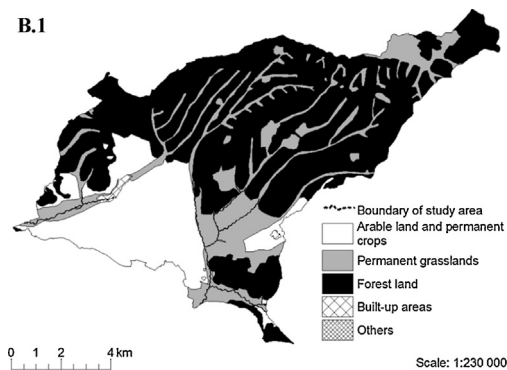 B.1
Boundary of study area
Arable land and permanent
crops
Permanent grasslands
Forest land
Built-up areas
Others
0 1 2 4 km
Scale: 1:230 000